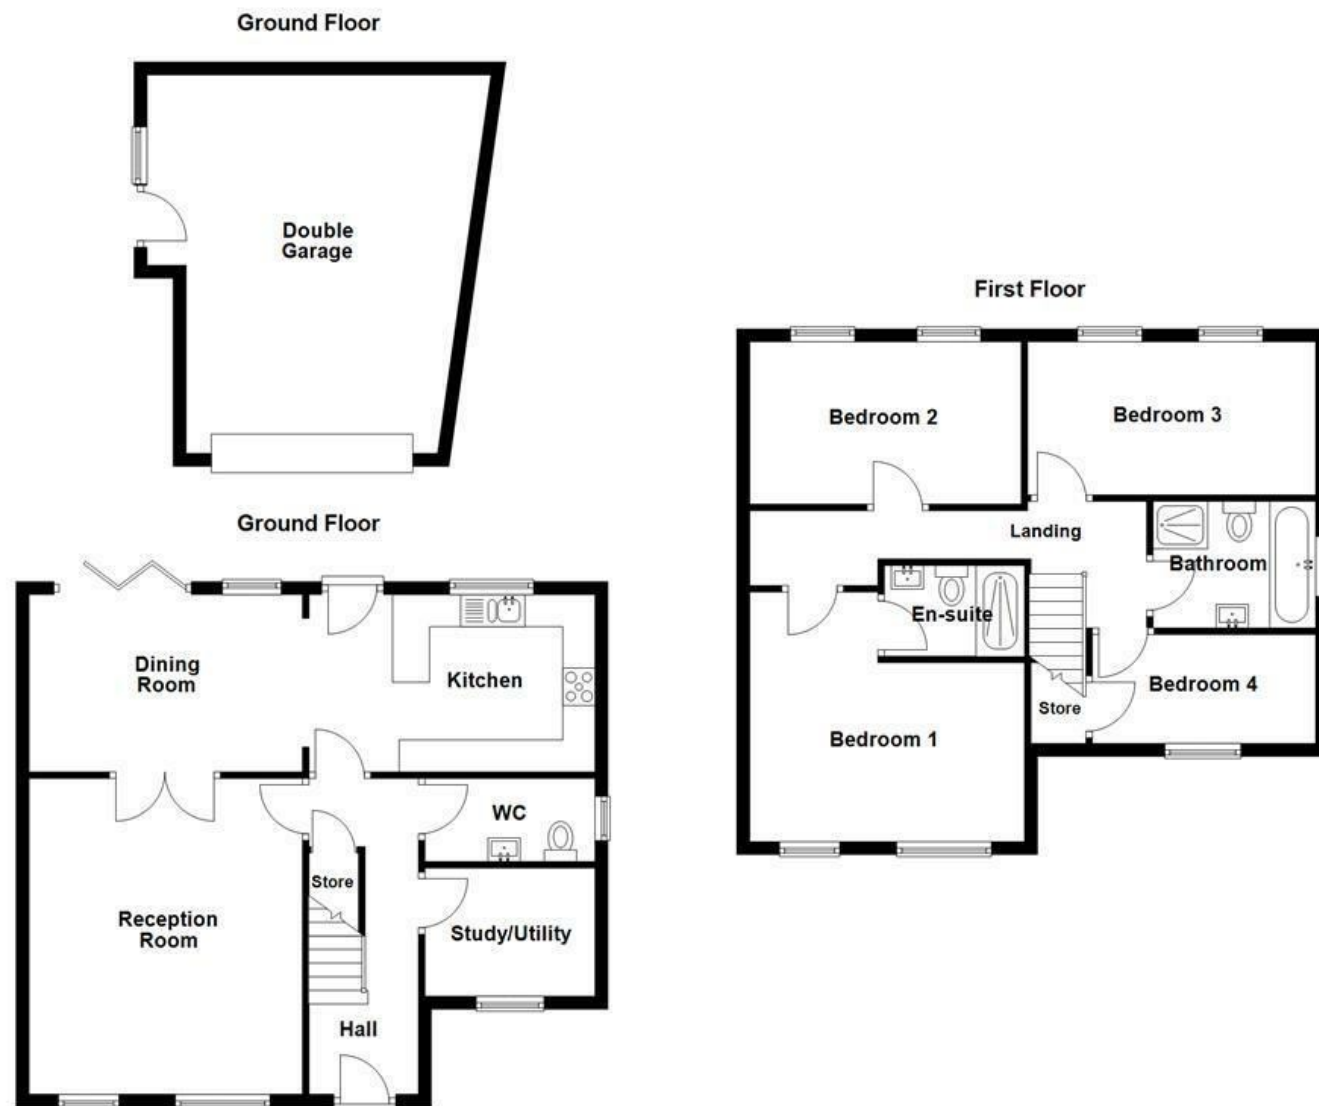 Ground Floor
Double
Garage
Ground Floor
Dining
Room
Kitchen
WC
Store
Reception
Room
Study/Utility
Hall
First Floor
Bedroom 2
Bedroom 3
Landing
Bathroom
En-suite
Bedroom 4
Store
Bedroom 1